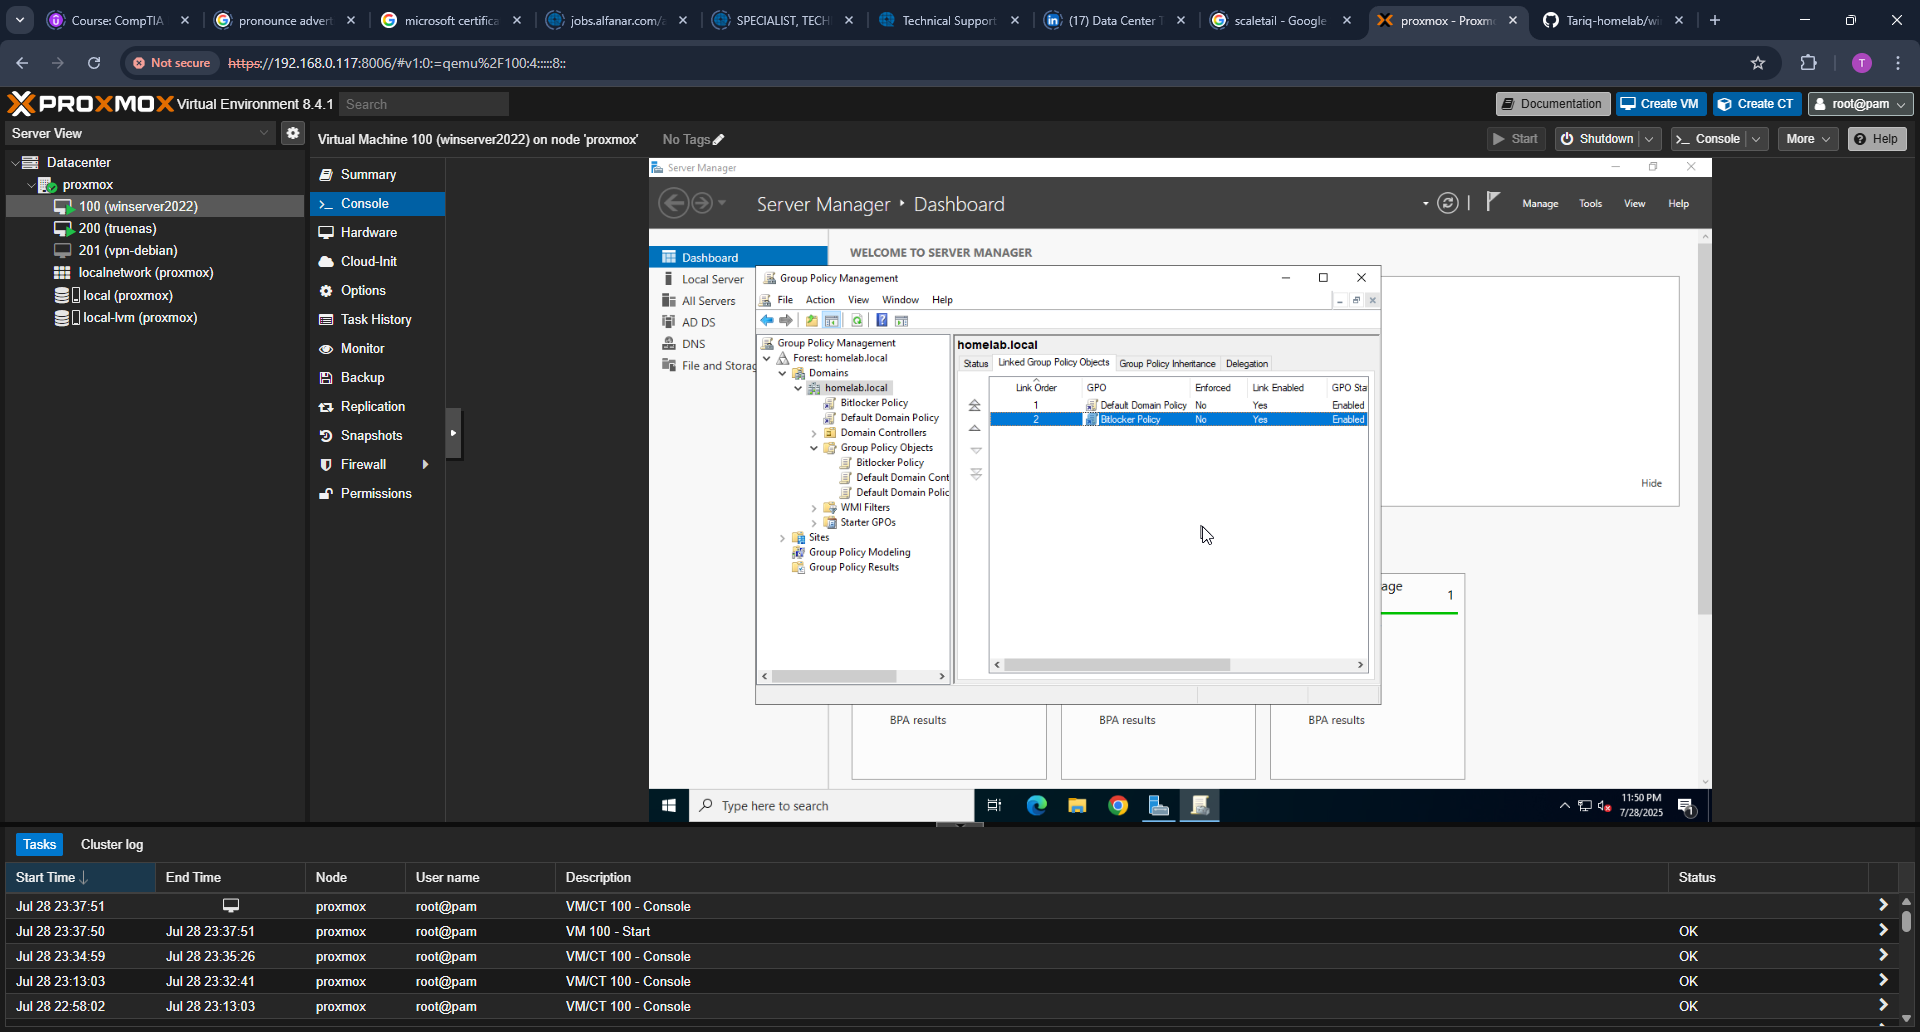 Course: CompTIA
pronounce advert
microsoft certifica
jobs.alfanar.com/
SPECIALIST, TECH
Technical Support
(17) Data Center T
scaletail - Google
proxmox - Proxm
Tariq-homelab/wi
Not secure
https://192.168.0.117:8006/#v1:0:=qemu%2F100:4:::::8::
T
PROXMOX Virtual Environment 8.4.1
Search
Documentation
Create VM
Create CT
root@pam
Server View
Virtual Machine 100 (winserver2022) on node 'proxmox'
No Tags
Start
Shutdown
Console
More
Help
Datacenter
proxmox
100 (winserver2022)
200 (truenas)
201 (vpn-debian)
localnetwork (proxmox)
local (proxmox)
local-lvm (proxmox)
Summary
Console
Hardware
Cloud-Init
Options
Task History
Monitor
Backup
Replication
Snapshots
Firewall
Permissions
Server Manager
Server Manager
Dashboard
Manage
Tools
View
Help
Dashboard
Local Server
All Servers
AD DS
DNS
File and Storag
WELCOME TO SERVER MANAGER
Group Policy Management
File
Action
View
Window
Help
Group Policy Management
Forest: homelab.local
Domains
homelab.local
Bitlocker Policy
Default Domain Policy
Domain Controllers
Group Policy Objects
Bitlocker Policy
Default Domain Cont
Default Domain Polic
WMI Filters
Starter GPOs
Sites
Group Policy Modeling
Group Policy Results
homelab.local
Status
Linked Group Policy Objects
Group Policy Inheritance
Delegation
Link Order
GPO
Enforced
Link Enabled
GPO Sta
1
Default Domain Policy
No
Yes
Enabled
2
Bitlocker Policy
No
Yes
Enabled
Hide
age
1
BPA results
BPA results
BPA results
Type here to search
11:50 PM
7/28/2025
1
Tasks
Cluster log
Start Time
End Time
Node
User name
Description
Status
Jul 28 23:37:51
proxmox
root@pam
VM/CT 100 - Console
Jul 28 23:37:50
Jul 28 23:37:51
proxmox
root@pam
VM 100 - Start
OK
Jul 28 23:34:59
Jul 28 23:35:26
proxmox
root@pam
VM/CT 100 - Console
OK
Jul 28 23:13:03
Jul 28 23:32:41
proxmox
root@pam
VM/CT 100 - Console
OK
Jul 28 22:58:02
Jul 28 23:13:03
proxmox
root@pam
VM/CT 100 - Console
OK